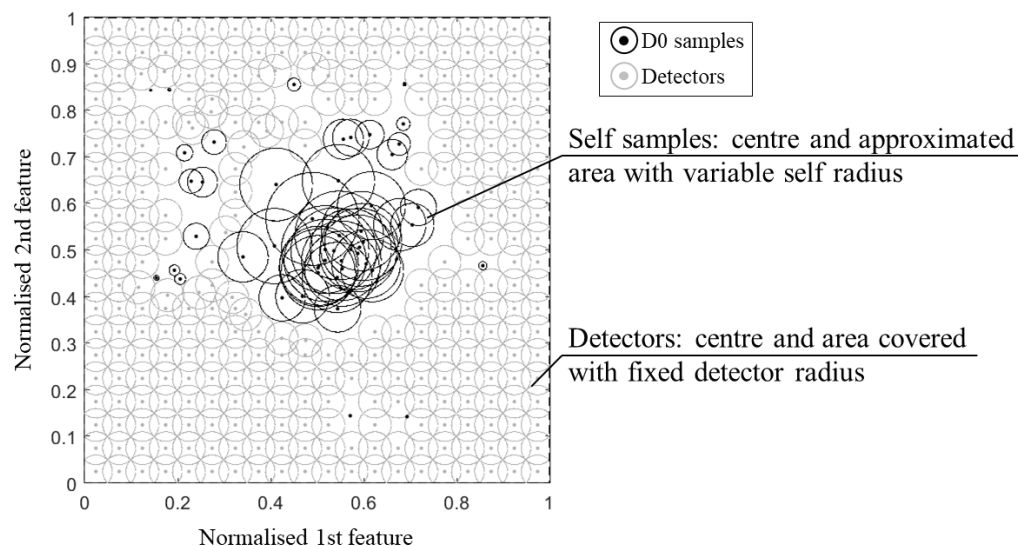 1
0.9
0.8
0.7
0.6
0.5
0.4
0.3
0.2
0.1
0
0
0.2
0.4
0.6
0.8
1
Normalised 2nd feature
Normalised 1st feature
D0 samples
Detectors
Self samples: centre and approximated
area with variable self radius
Detectors: centre and area covered
with fixed detector radius